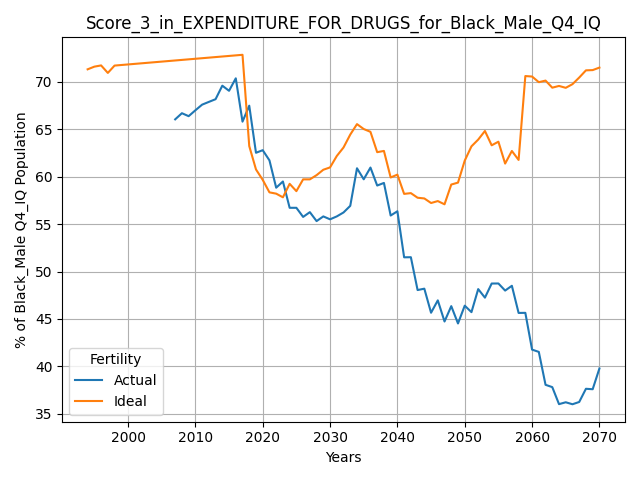 Score_3_in_EXPENDITURE_FOR_DRUGS_for_Black_Male_Q4_IQ
% of Black_Male Q4_IQ Population
70
65
60
55
50
45
40
35
Fertility
Actual
Ideal
2000 2010 2020 2030 2040 2050 2060 2070
Years